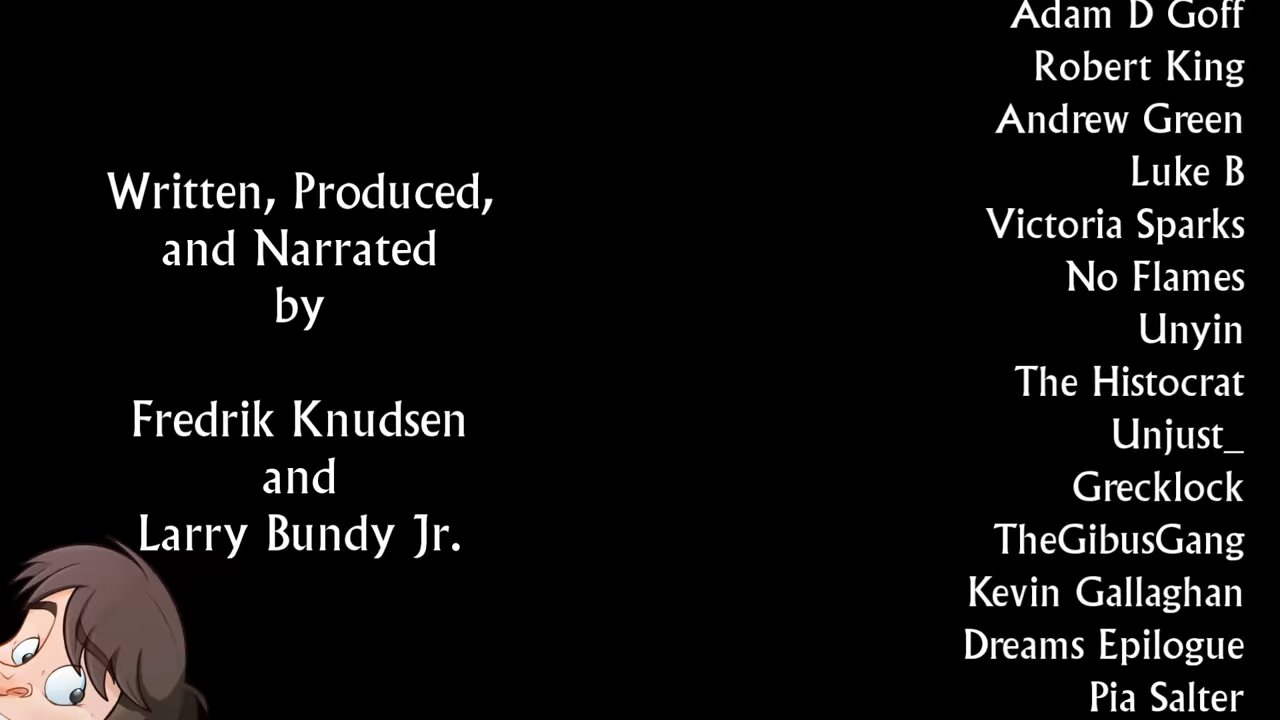 Written, Produced,
and Narrated
by
Fredrik Knudsen
and
Larry Bundy Jr.
Adam D Goff
Robert King
Andrew Green
Luke B
Victoria Sparks
No Flames
Unyin
The Histocrat
Unjust_
Grecklock
TheGibusGang
Kevin Gallaghan
Dreams Epilogue
Pia Salter